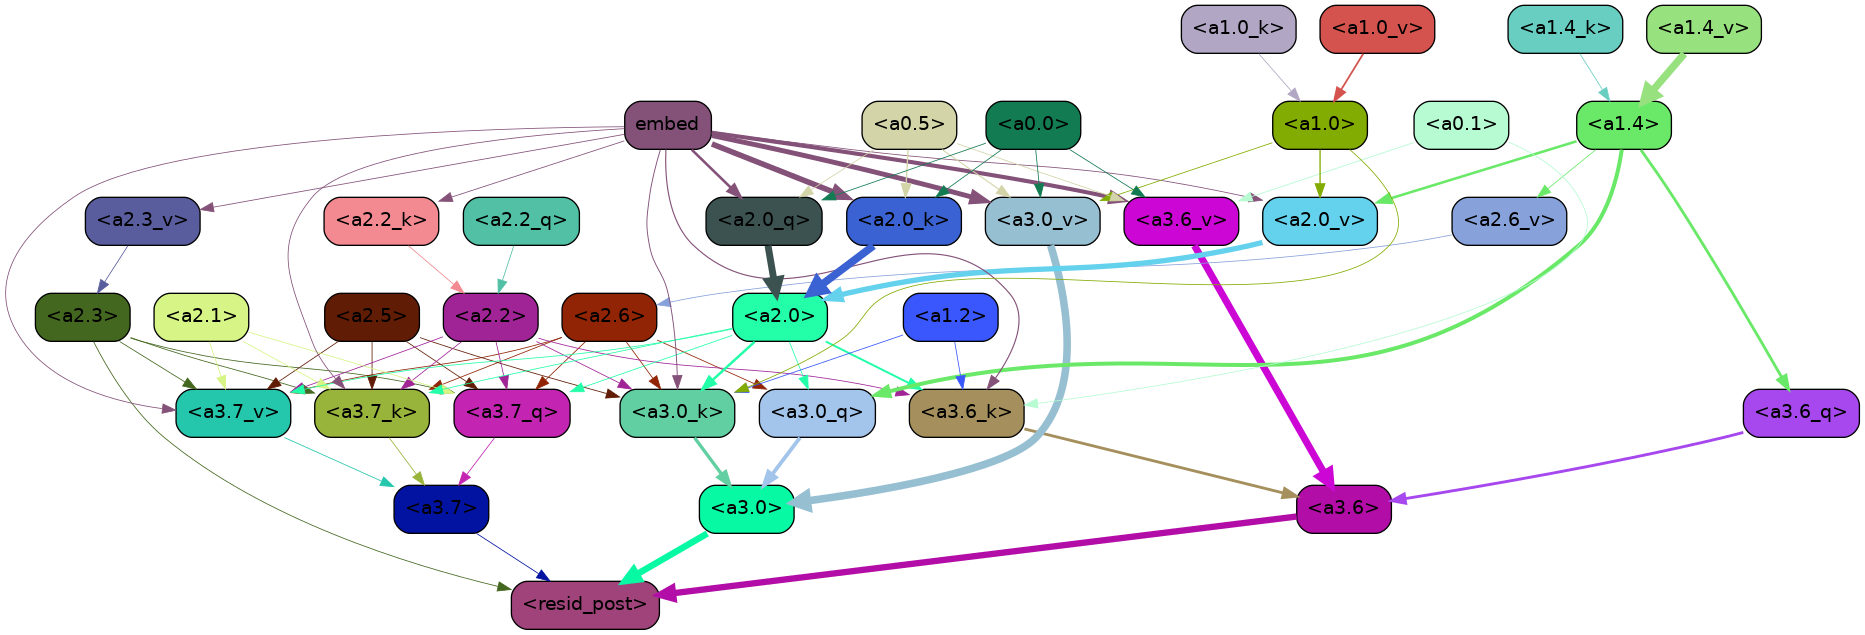 <a1.0_k> <a1.0_v> <a1.4_k> <a1.4_v>
embed <a0.5> <a0.0> <a1.0> <a0.1> <a1.4>
<a2.3_v> <a2.2_k> <a2.2_q> <a2.0_q> <a2.0_k> <a3.0_v> <a3.6_v> <a2.0_v> <a2.6_v>
<a2.3> <a2.1> <a2.5> <a2.2> <a2.6> <a2.0> <a1.2>
<a3.7_v> <a3.7_k> <a3.7_q> <a3.0_k> <a3.0_q> <a3.6_k> <a3.6_q>
<a3.7> <a3.0> <a3.6>
<resid_post>